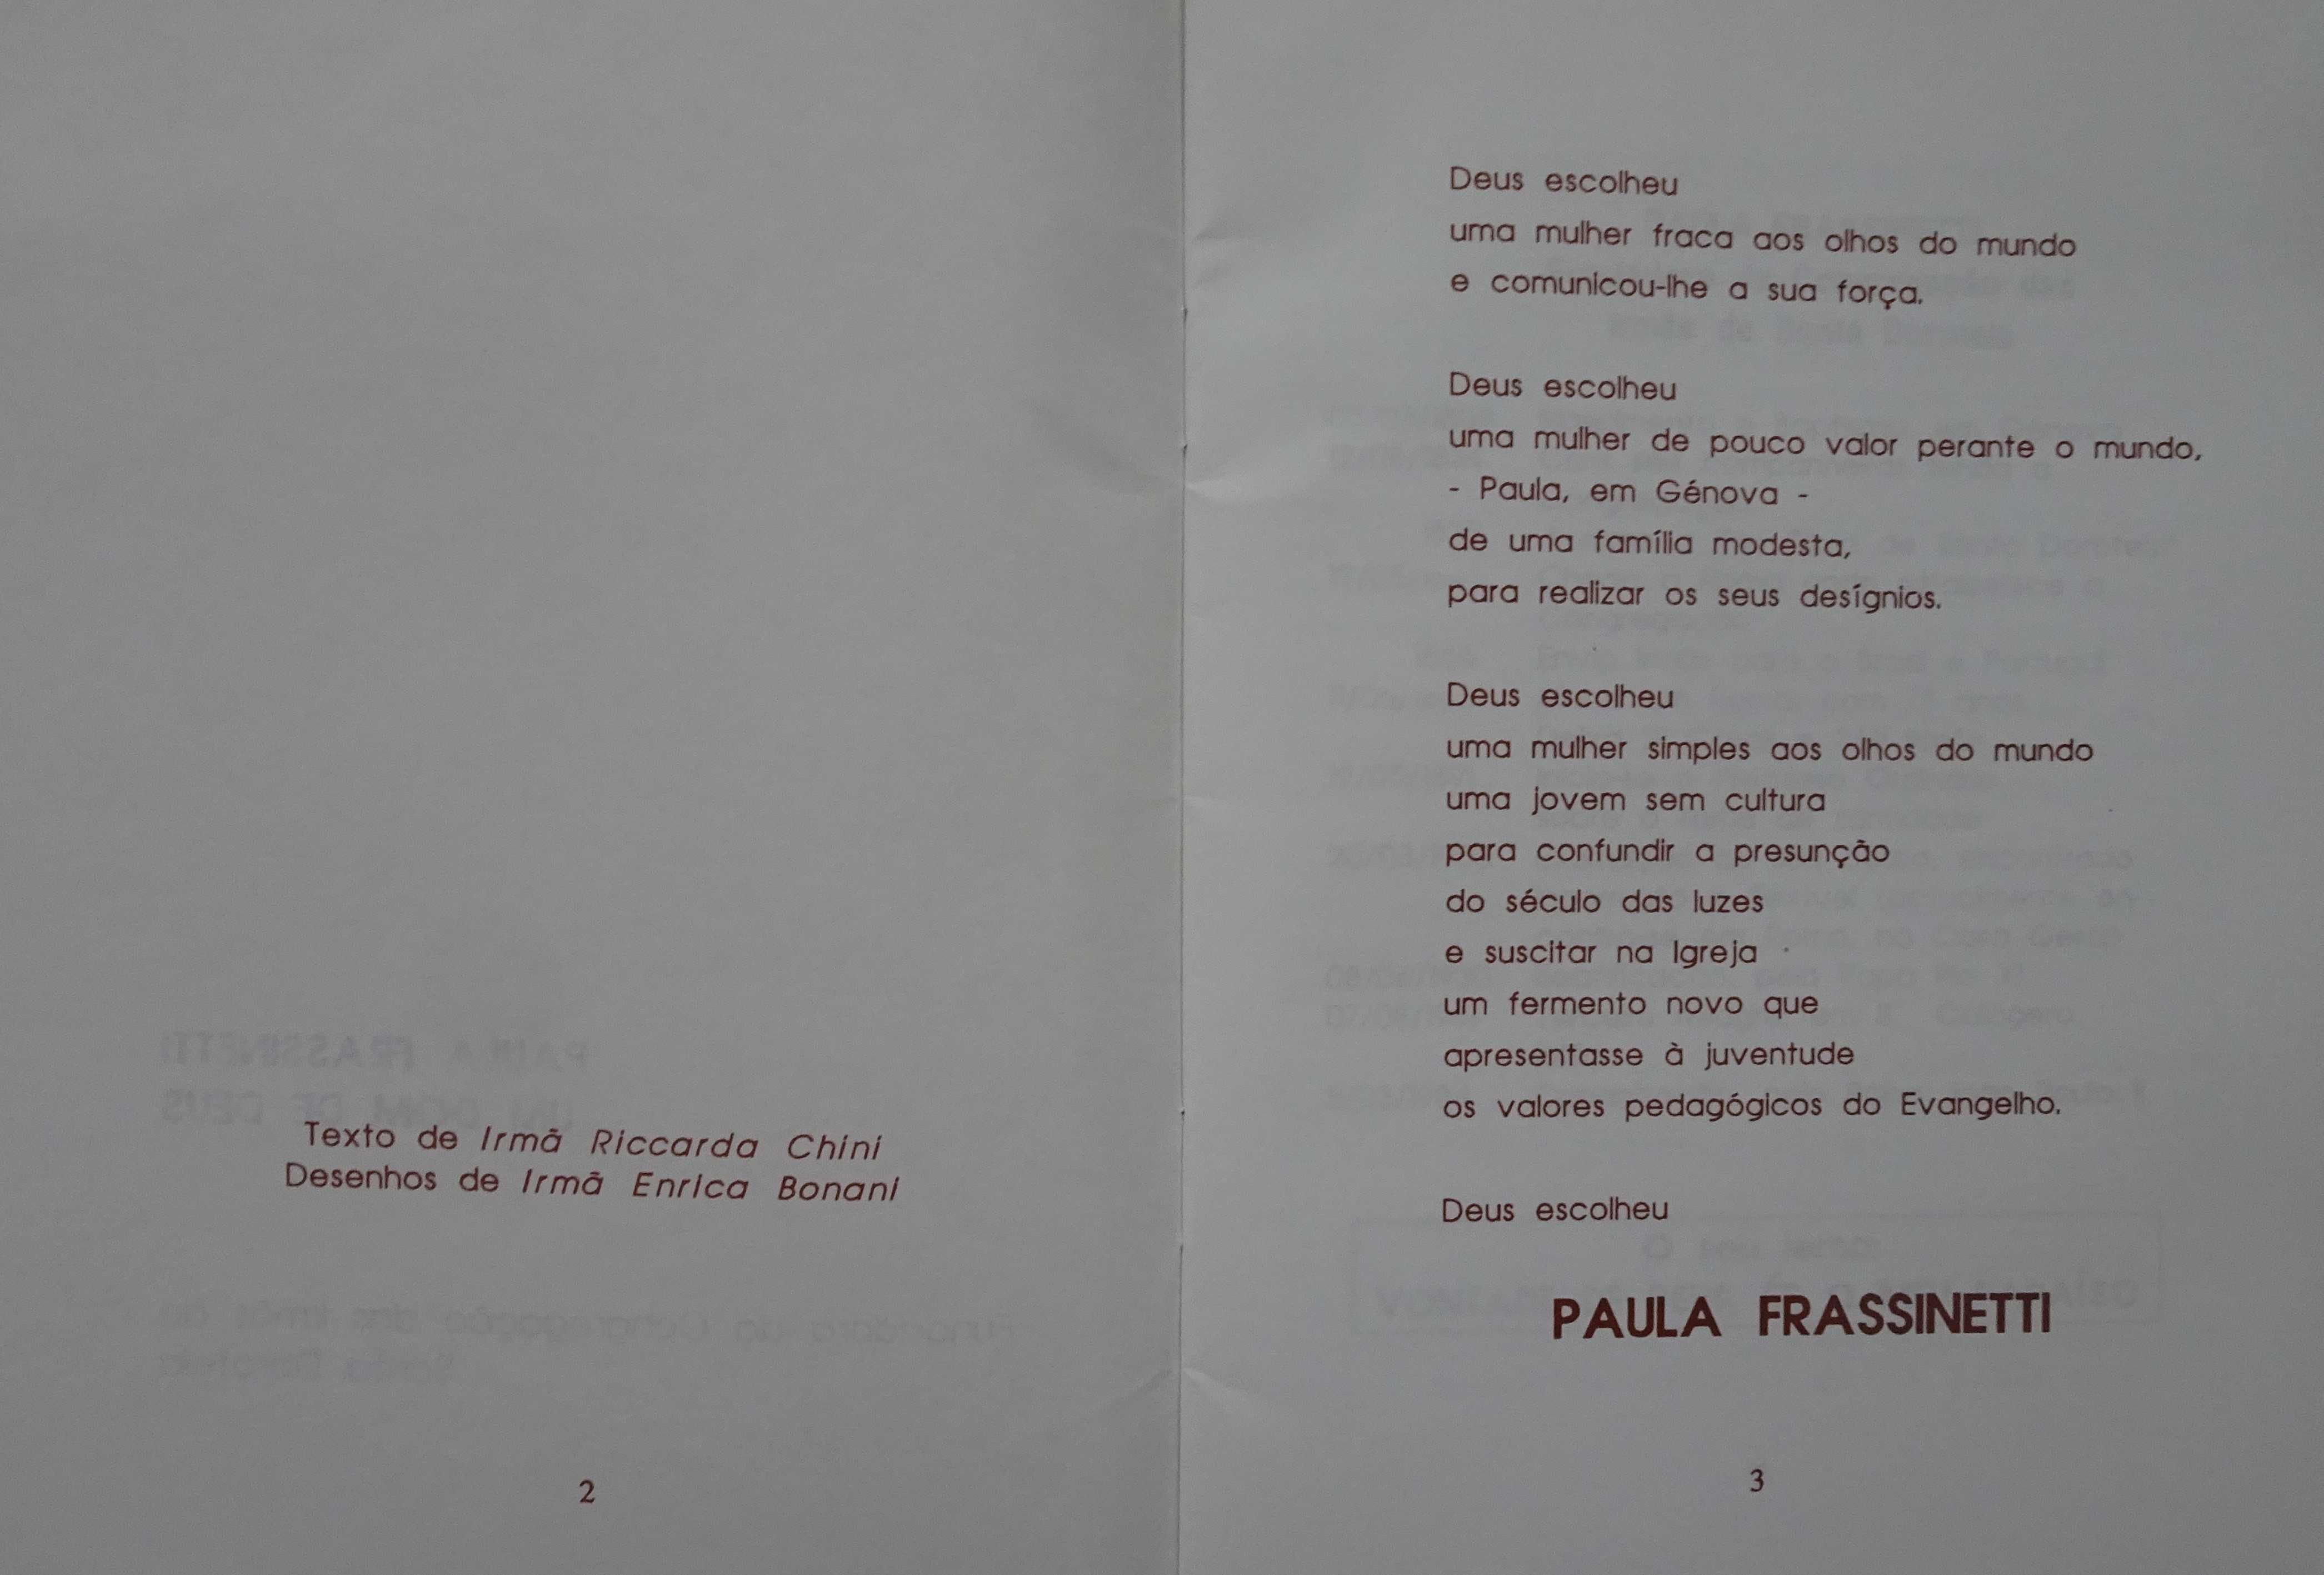 Texto de Irmã Riccarda Chini
Desenhos de Irmã Enrica Bonani
2
Deus escolheu
uma mulher fraca aos olhos do mundo
e comunicou-lhe a sua força.
Deus escolheu
uma mulher de pouco valor perante o mundo,
- Paula, em Génova -
de uma família modesta,
para realizar os seus desígnios.
Deus escolheu
uma mulher simples aos olhos do mundo
uma jovem sem cultura
para confundir a presunção
do século das luzes
e suscitar na Igreja
um fermento novo que
apresentasse à juventude
os valores pedagógicos do Evangelho.
Deus escolheu
PAULA FRASSINETTI
3